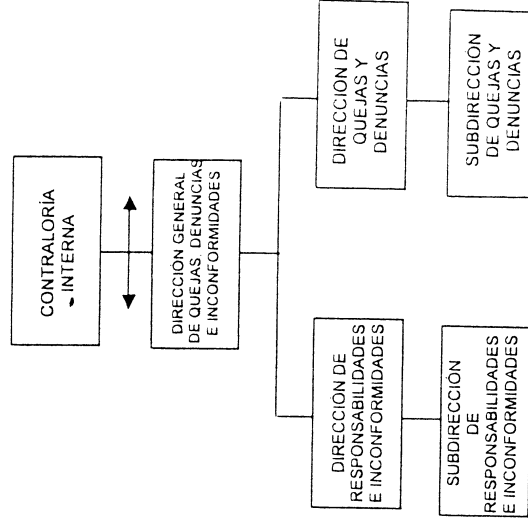 CONTRALORÍA
INTERNA
DIRECCIÓN GENERAL
DE QUEJAS, DENUNCIAS
E INCONFORMIDADES
DIRECCIÓN DE
RESPONSABILIDADES
E INCONFORMIDADES
DIRECCIÓN DE
QUEJAS Y
DENUNCIAS
SUBDIRECCIÓN
DE
RESPONSABILIDADES
E INCONFORMIDADES
SUBDIRECCIÓN
DE QUEJAS Y
DENUNCIAS